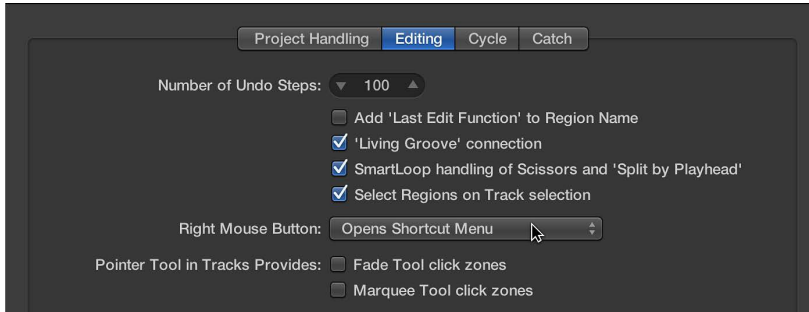 Project Handling Editing Cycle Catch
Number of Undo Steps: 100
Add 'Last Edit Function' to Region Name
'Living Groove' connection
SmartLoop handling of Scissors and 'Split by Playhead'
Select Regions on Track selection
Right Mouse Button: Opens Shortcut Menu
Pointer Tool in Tracks Provides: Fade Tool click zones
Marquee Tool click zones